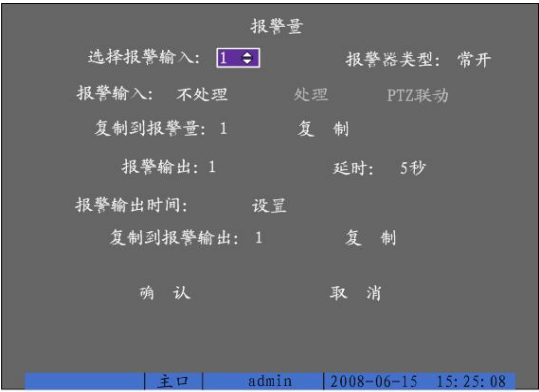 报警量
选择报警输入: 1 报警器类型: 常开
报警输入: 不处理 处理 PTZ联动
复制到报警量: 1 复 制
报警输出: 1 延时: 5秒
报警输出时间: 设置
复制到报警输出: 1 复 制
确 认 取 消
主口 admin 2008-06-15 15:25:08